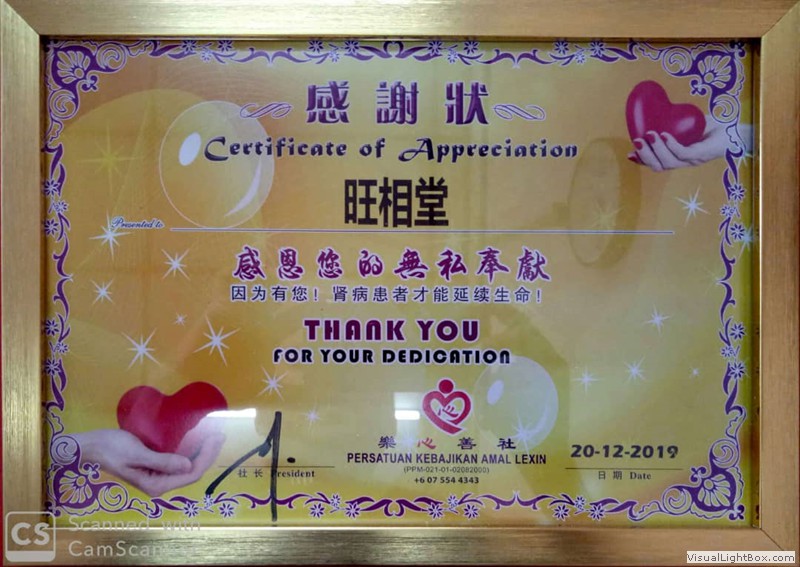 感謝狀
Certificate of Appreciation
旺相堂
Presented to
感恩您的無私奉獻
因为有您！肾病患者才能延续生命！
THANK YOU
FOR YOUR DEDICATION
樂心善社
PERSATUAN KEBAJIKAN AMAL LEXIN
(PPM-021-01-02082000)
+6 07 554 4343
社 长 President
20-12-2019
日 期 Date
CS Scanned with
CamScan
VisualLightBox.com